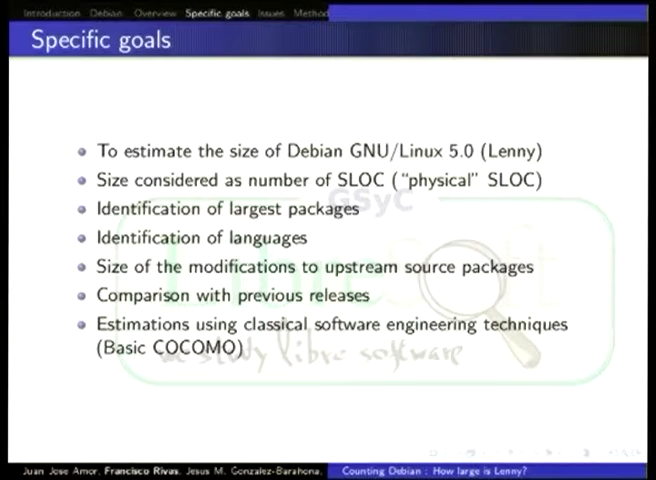 Introduction Debian Overview Specific goals Issues Method
Specific goals
To estimate the size of Debian GNU/Linux 5.0 (Lenny)
Size considered as number of SLOC ("physical" SLOC)
GSyC
Identification of largest packages
Identification of languages
Size of the modifications to upstream source packages
LibreSoft
Comparison with previous releases
Estimations using classical software engineering techniques
(Basic COCOMO)
we study libre software
Juan Jose Amor, Francisco Rivas, Jesus M. Gonzalez-Barahona, Counting Debian : How large is Lenny?